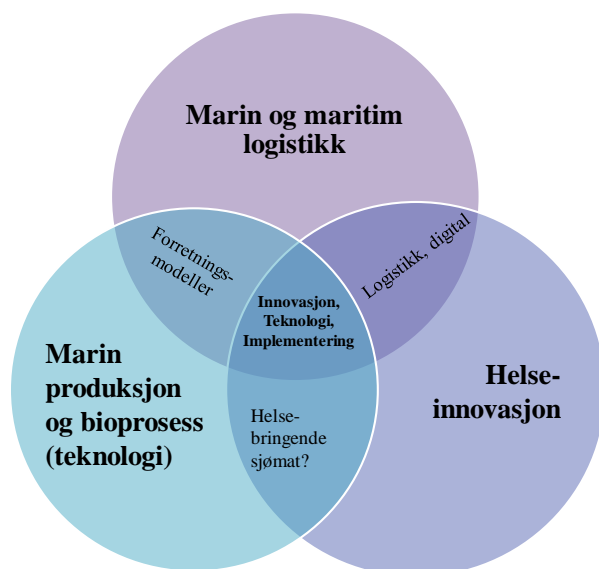 Marin og maritim
logistikk
Forretnings-
modeller
Logistikk, digital
Innovasjon,
Teknologi,
Implementering
Marin
produksjon
og bioprosess
(teknologi)
Helse-
innovasjon
Helse-
bringende
sjømat?